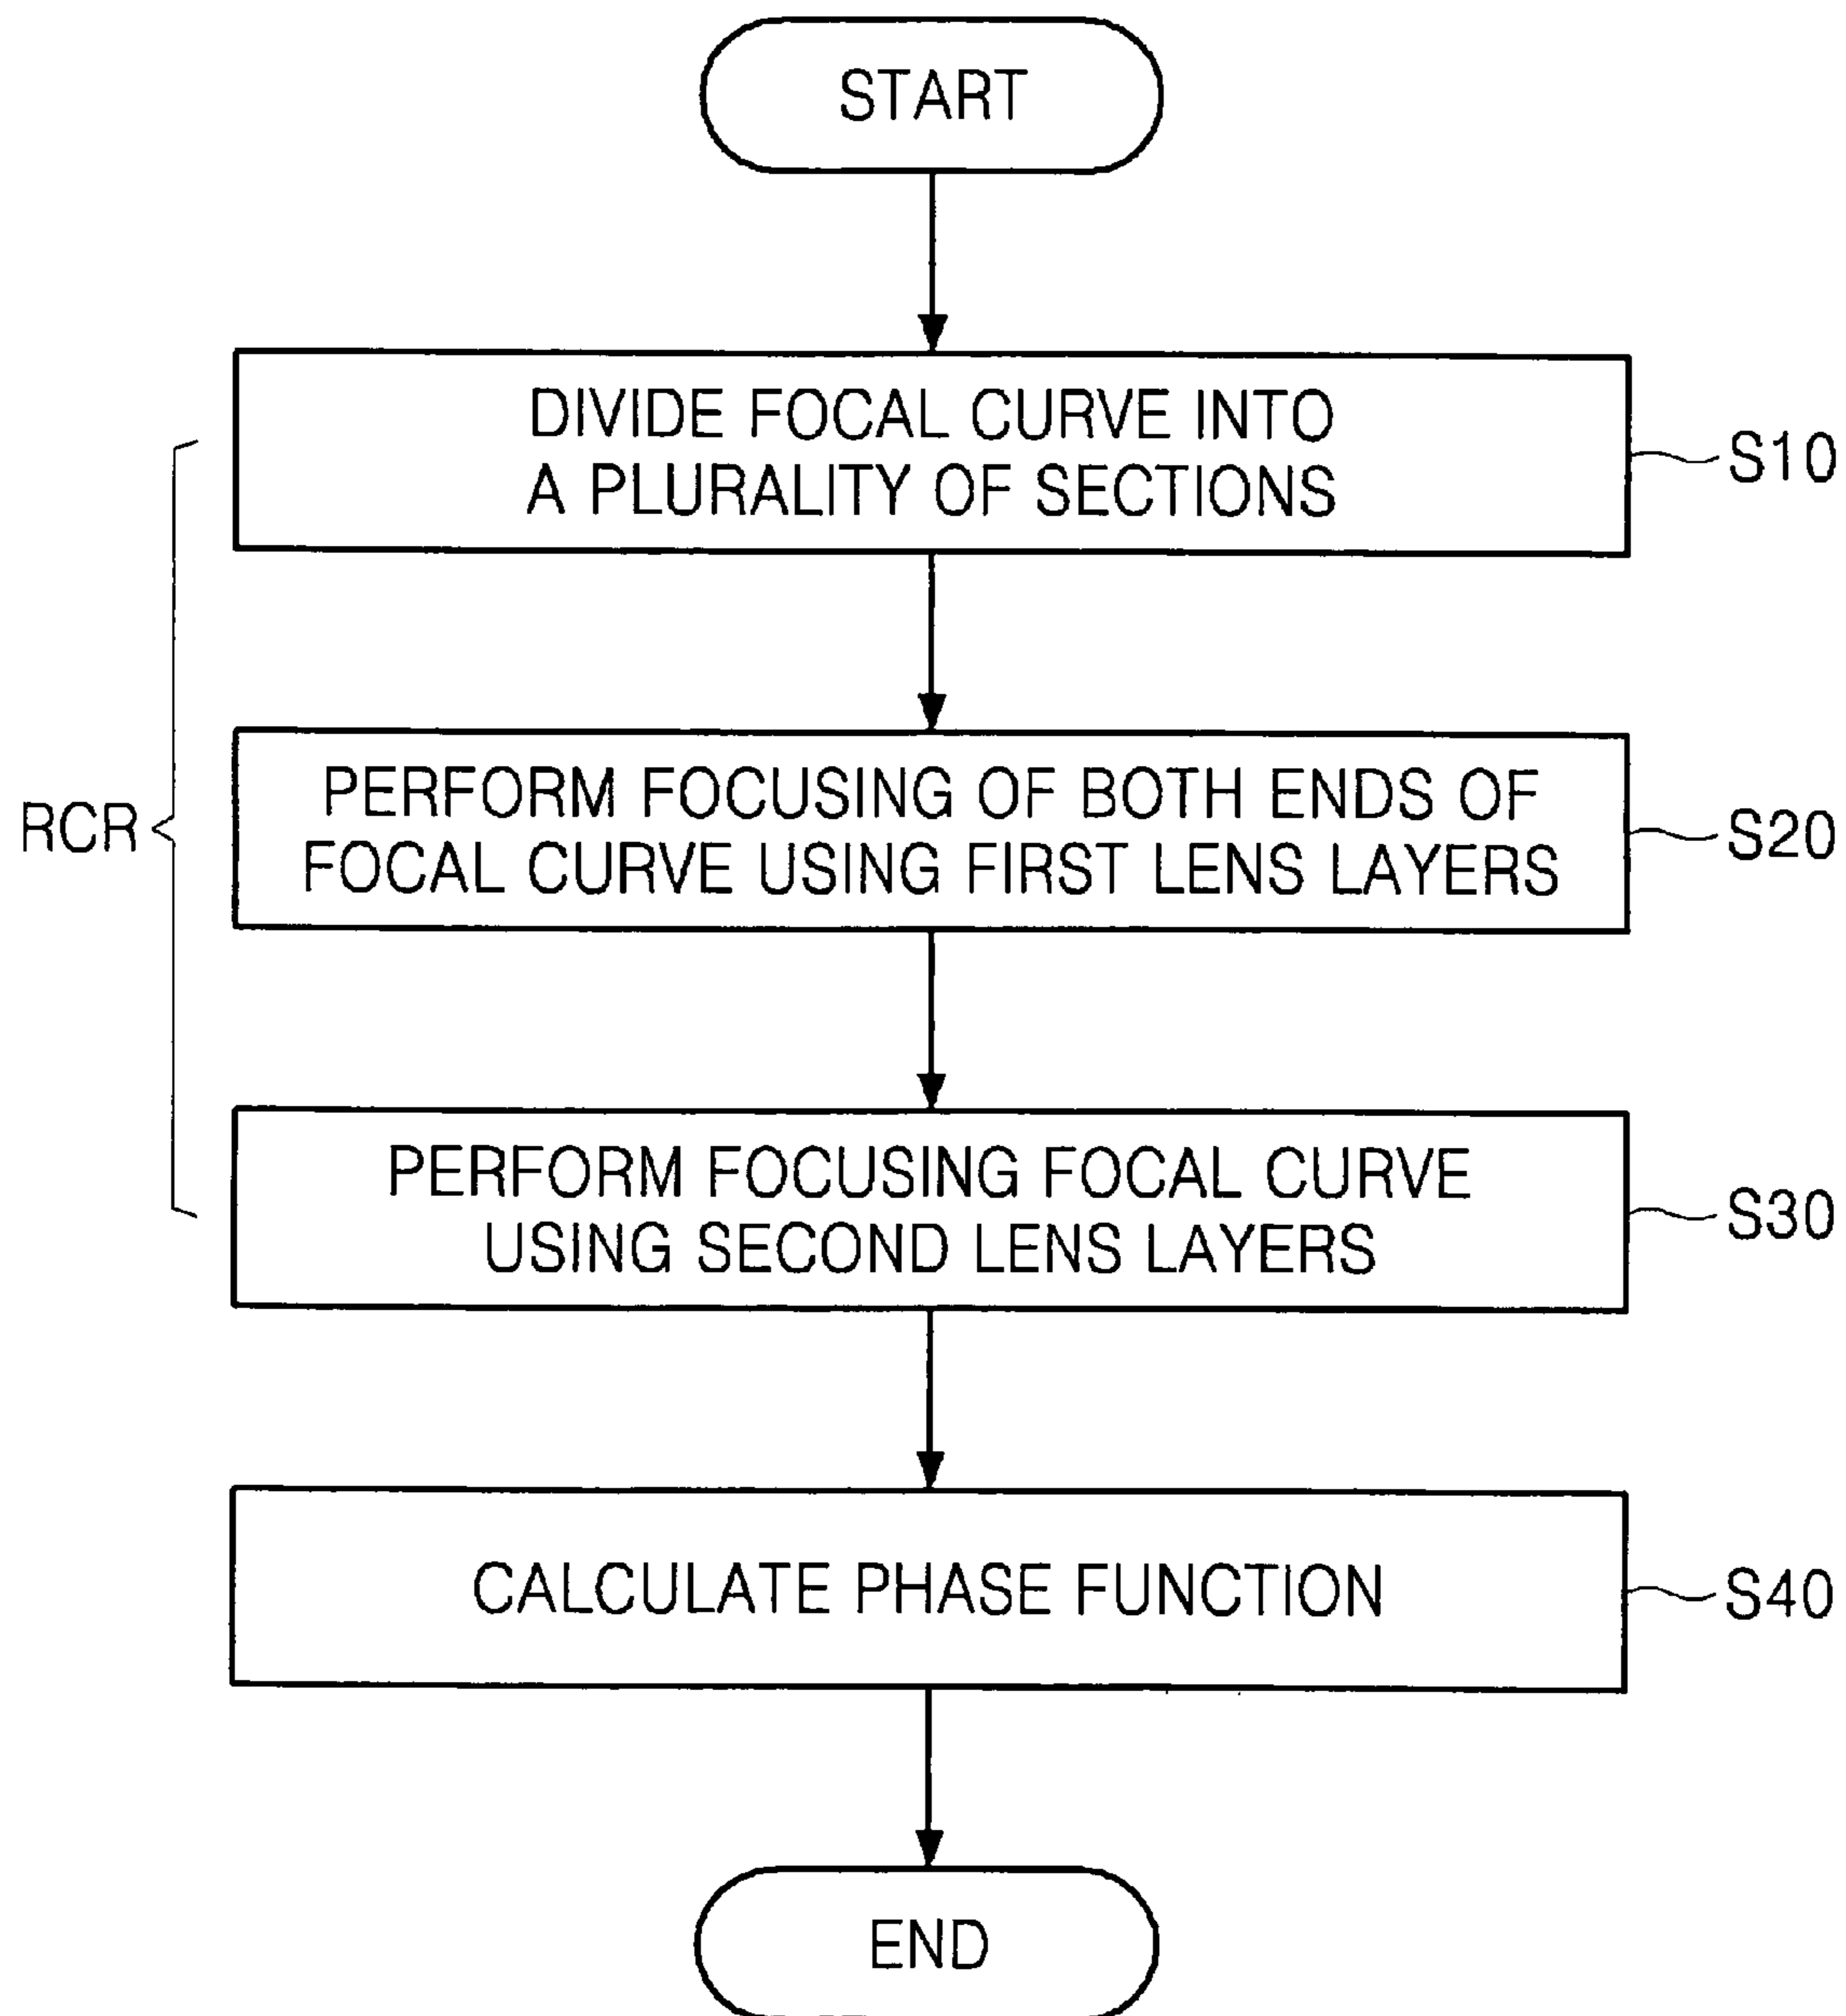 START
DIVIDE FOCAL CURVE INTO
A PLURALITY OF SECTIONS
S10
PERFORM FOCUSING OF BOTH ENDS OF
FOCAL CURVE USING FIRST LENS LAYERS
S20
RCR
PERFORM FOCUSING FOCAL CURVE
USING SECOND LENS LAYERS
S30
CALCULATE PHASE FUNCTION
S40
END